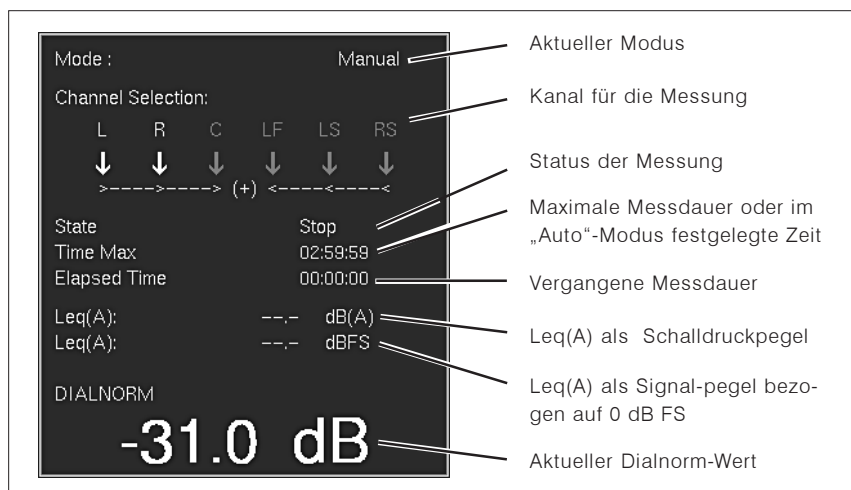 Mode : Manual
Aktueller Modus
Channel Selection:
Kanal für die Messung
L R C LF LS RS
>---->----> (+) <----<----<
Status der Messung
State Stop
Maximale Messdauer oder im
„Auto“-Modus festgelegte Zeit
Time Max 02:59:59
Elapsed Time 00:00:00
Vergangene Messdauer
Leq(A): --.- dB(A)
Leq(A) als Schalldruckpegel
Leq(A): --.- dBFS
Leq(A) als Signal-pegel bezo-
gen auf 0 dB FS
DIALNORM
-31.0 dB
Aktueller Dialnorm-Wert